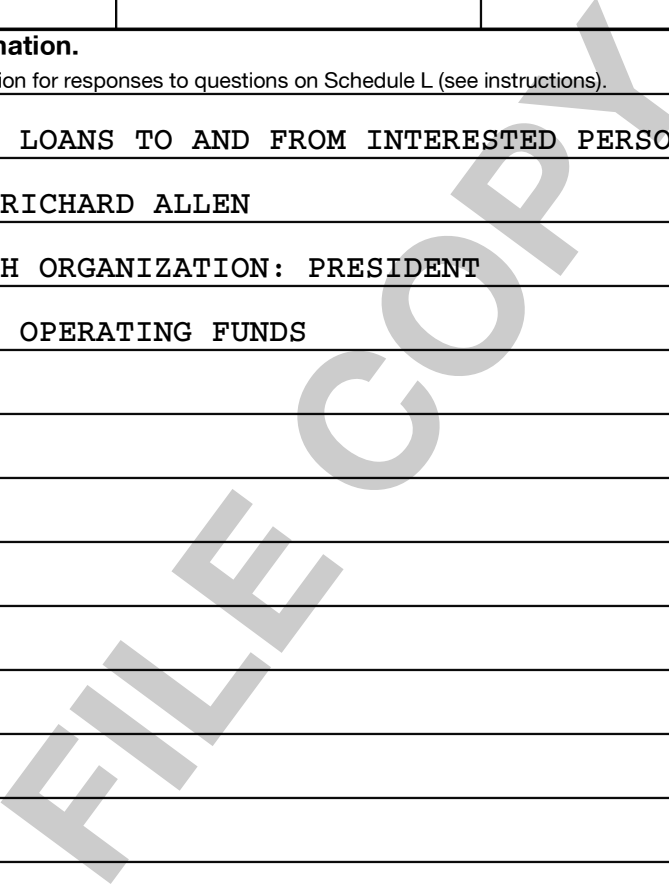 nation.
ion for responses to questions on Schedule L (see instructions).
LOANS TO AND FROM INTERESTED PERSO
RICHARD ALLEN
H ORGANIZATION: PRESIDENT
OPERATING FUNDS
FILE COPY